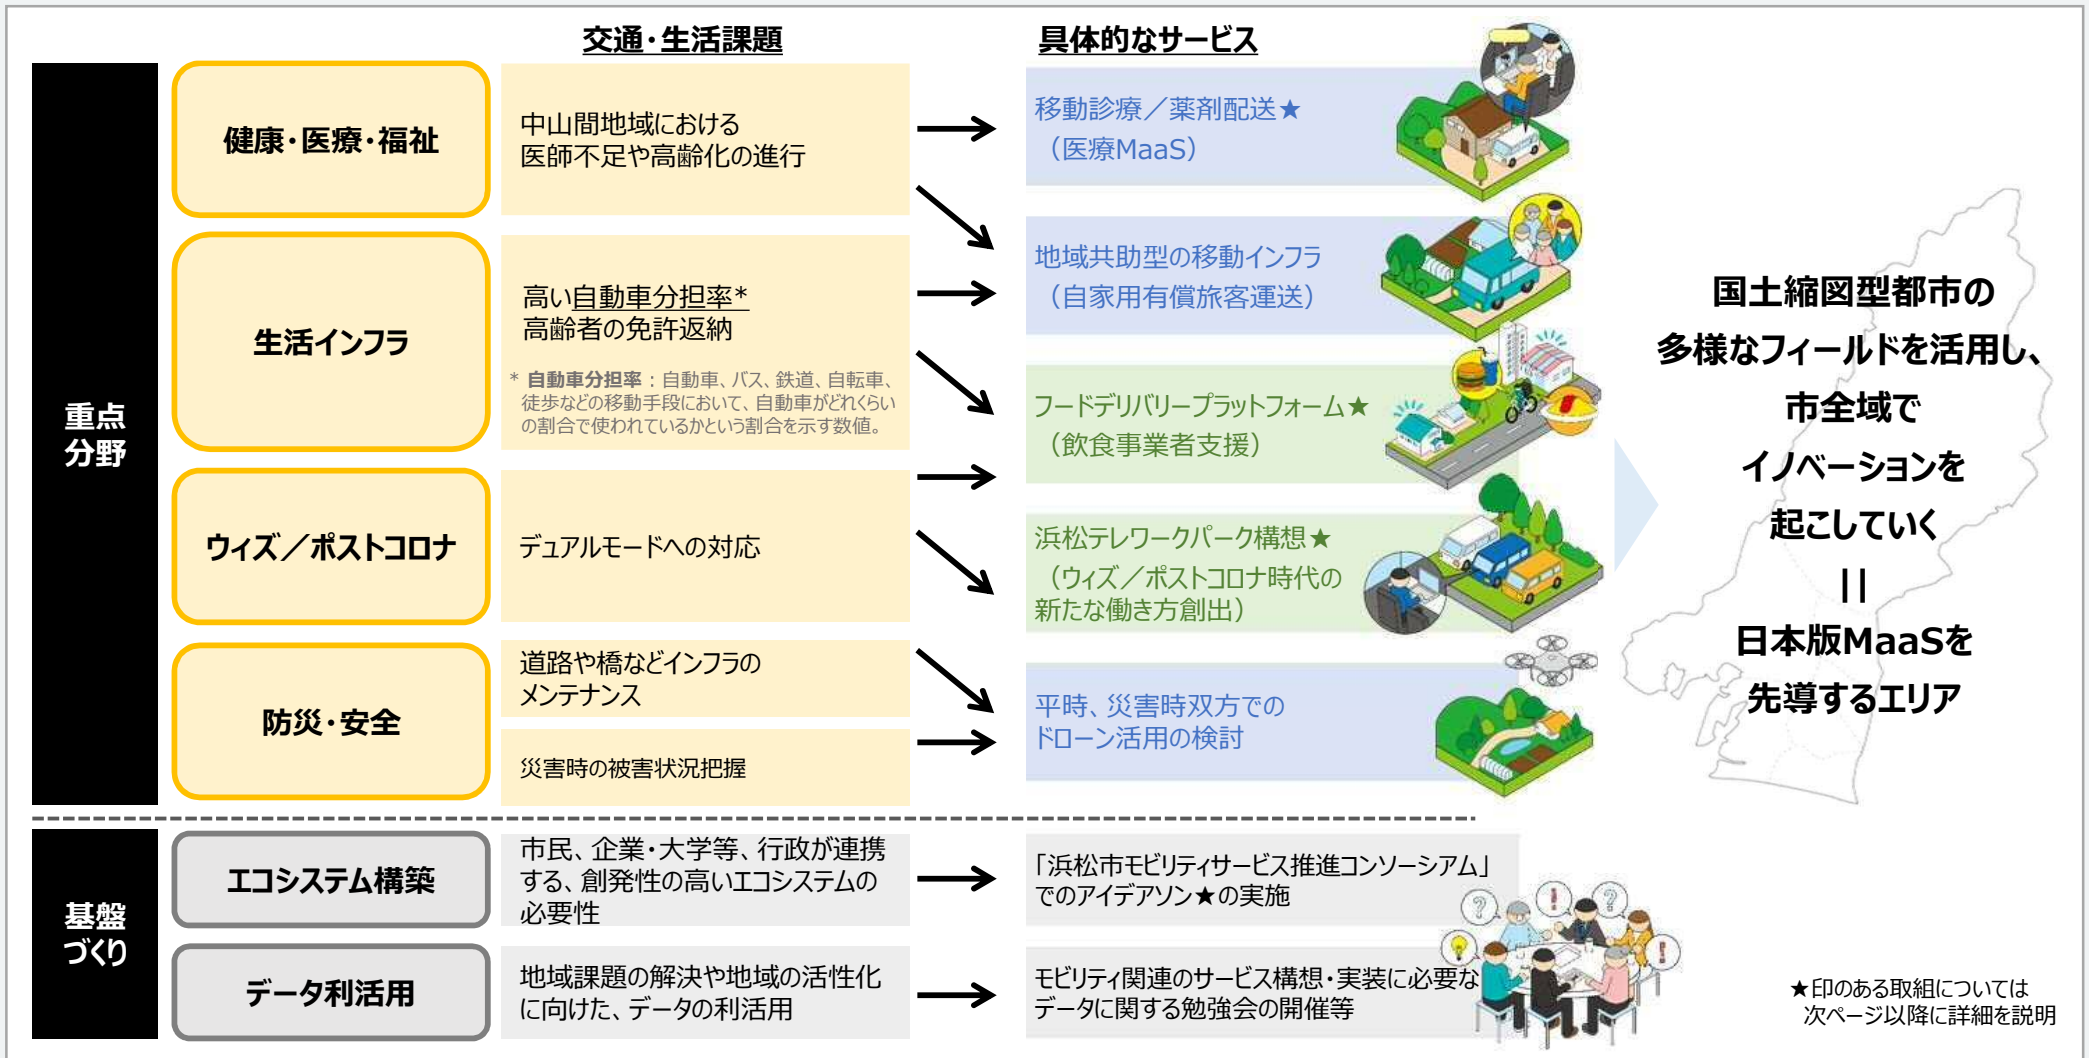 交通・生活課題
具体的なサービス
重点
分野
健康・医療・福祉
中山間地域における
医師不足や高齢化の進行
移動診療／薬剤配送★
（医療MaaS）
生活インフラ
高い自動車分担率*
高齢者の免許返納
* 自動車分担率：自動車、バス、鉄道、自転車、
徒歩などの移動手段において、自動車がどれくらい
の割合で使われているかという割合を示す数値。
地域共助型の移動インフラ
（自家用有償旅客運送）
フードデリバリープラットフォーム★
（飲食事業者支援）
ウィズ／ポストコロナ
デュアルモードへの対応
浜松テレワークパーク構想★
（ウィズ／ポストコロナ時代の
新たな働き方創出）
防災・安全
道路や橋などインフラの
メンテナンス
災害時の被害状況把握
平時、災害時双方での
ドローン活用の検討
国土縮図型都市の
多様なフィールドを活用し、
市全域で
イノベーションを
起こしていく
||
日本版MaaSを
先導するエリア
基盤
づくり
エコシステム構築
市民、企業・大学等、行政が連携
する、創発性の高いエコシステムの
必要性
「浜松市モビリティサービス推進コンソーシアム」
でのアイデアソン★の実施
データ利活用
地域課題の解決や地域の活性化
に向けた、データの利活用
モビリティ関連のサービス構想・実装に必要な
データに関する勉強会の開催等
? ! ? !
★印のある取組については
次ページ以降に詳細を説明